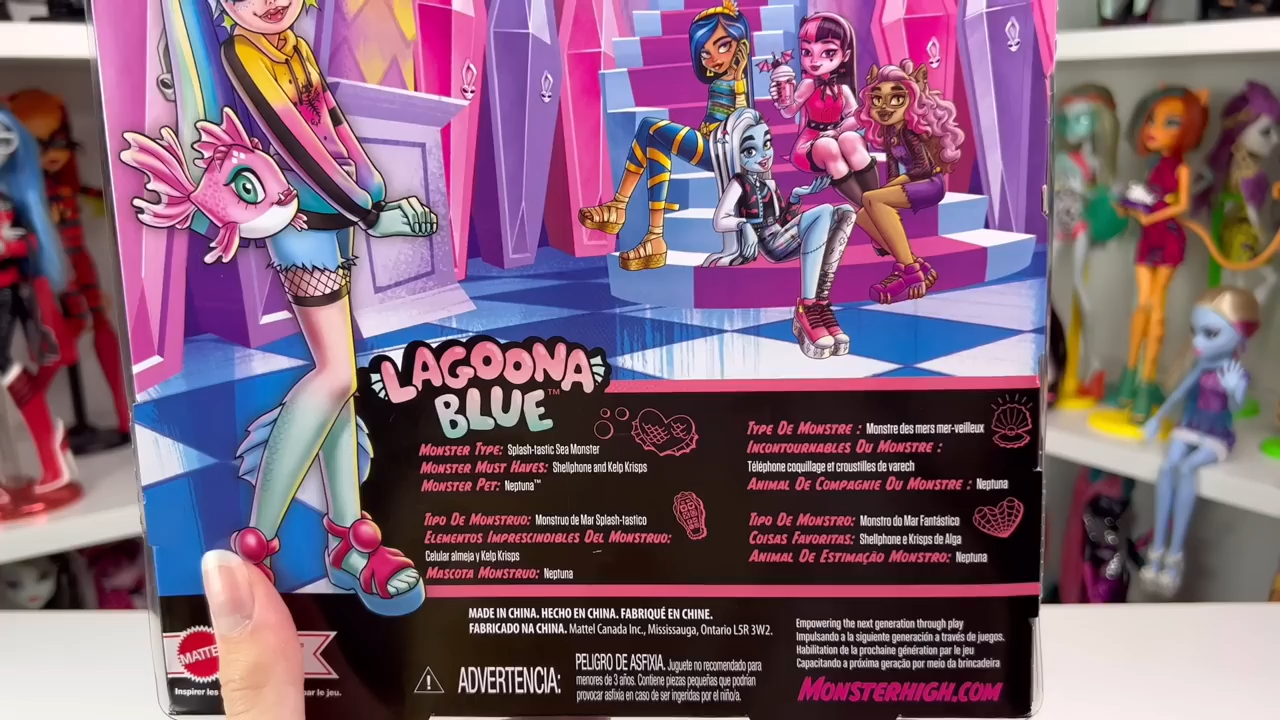 LAGOONA
BLUE™
MONSTER TYPE: Splash-tastic Sea Monster
MONSTER MUST HAVES: Shellphone and Kelp Krisps
MONSTER PET: Neptuna™
TIPO DE MONSTRUO: Monstruo de Mar Splash-tastico
ELEMENTOS IMPRESCINDIBLES DEL MONSTRUO:
Celular almeja y Kelp Krisps
MASCOTA MONSTRUO: Neptuna
TYPE DE MONSTRE : Monstre des mers mer-veilleux
INCONTOURNABLES DU MONSTRE :
Téléphone coquillage et croustilles de varech
ANIMAL DE COMPAGNIE DU MONSTRE : Neptuna
TIPO DE MONSTRO: Monstro do Mar Fantástico
COISAS FAVORITAS: Shellphone e Krisps de Alga
ANIMAL DE ESTIMAÇÃO MONSTRO: Neptuna
MADE IN CHINA. HECHO EN CHINA. FABRIQUÉ EN CHINE.
FABRICADO NA CHINA. Mattel Canada Inc., Mississauga, Ontario L5R 3W2.
Empowering the next generation through play
Impulsando a la siguiente generación a través de juegos.
Habilitation de la prochaine génération par le jeu
Capacitando a próxima geração por meio da brincadeira
MONSTERHIGH.COM
ADVERTENCIA:
PELIGRO DE ASFIXIA. Juguete no recomendado para
menores de 3 años. Contiene piezas pequeñas que podrían
provocar asfixia en caso de ser ingeridas por el niño/a.
MATTE
Inspirer les par le jeu.